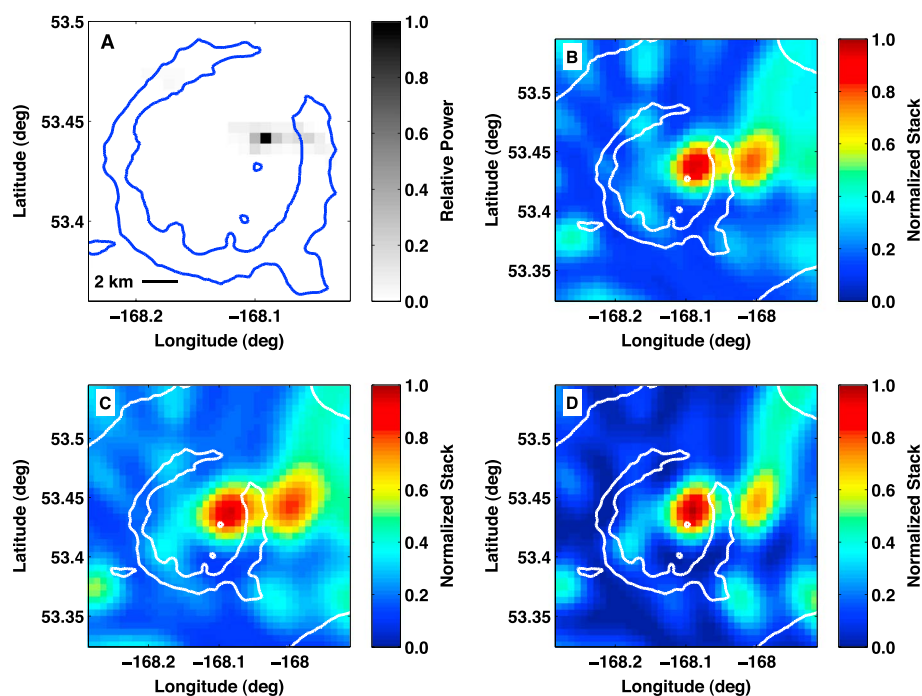 A
53.5
53.45
53.4
Latitude (deg)
2 km
−168.2
−168.1
Longitude (deg)
1.0
0.8
0.6
0.4
0.2
0.0
Relative Power
B
53.5
53.45
53.4
53.35
Latitude (deg)
−168.2
−168.1
−168
Longitude (deg)
1.0
0.8
0.6
0.4
0.2
0.0
Normalized Stack
C
53.5
53.45
53.4
53.35
Latitude (deg)
−168.2
−168.1
−168
Longitude (deg)
1.0
0.8
0.6
0.4
0.2
0.0
Normalized Stack
D
53.5
53.45
53.4
53.35
Latitude (deg)
−168.2
−168.1
−168
Longitude (deg)
1.0
0.8
0.6
0.4
0.2
0.0
Normalized Stack